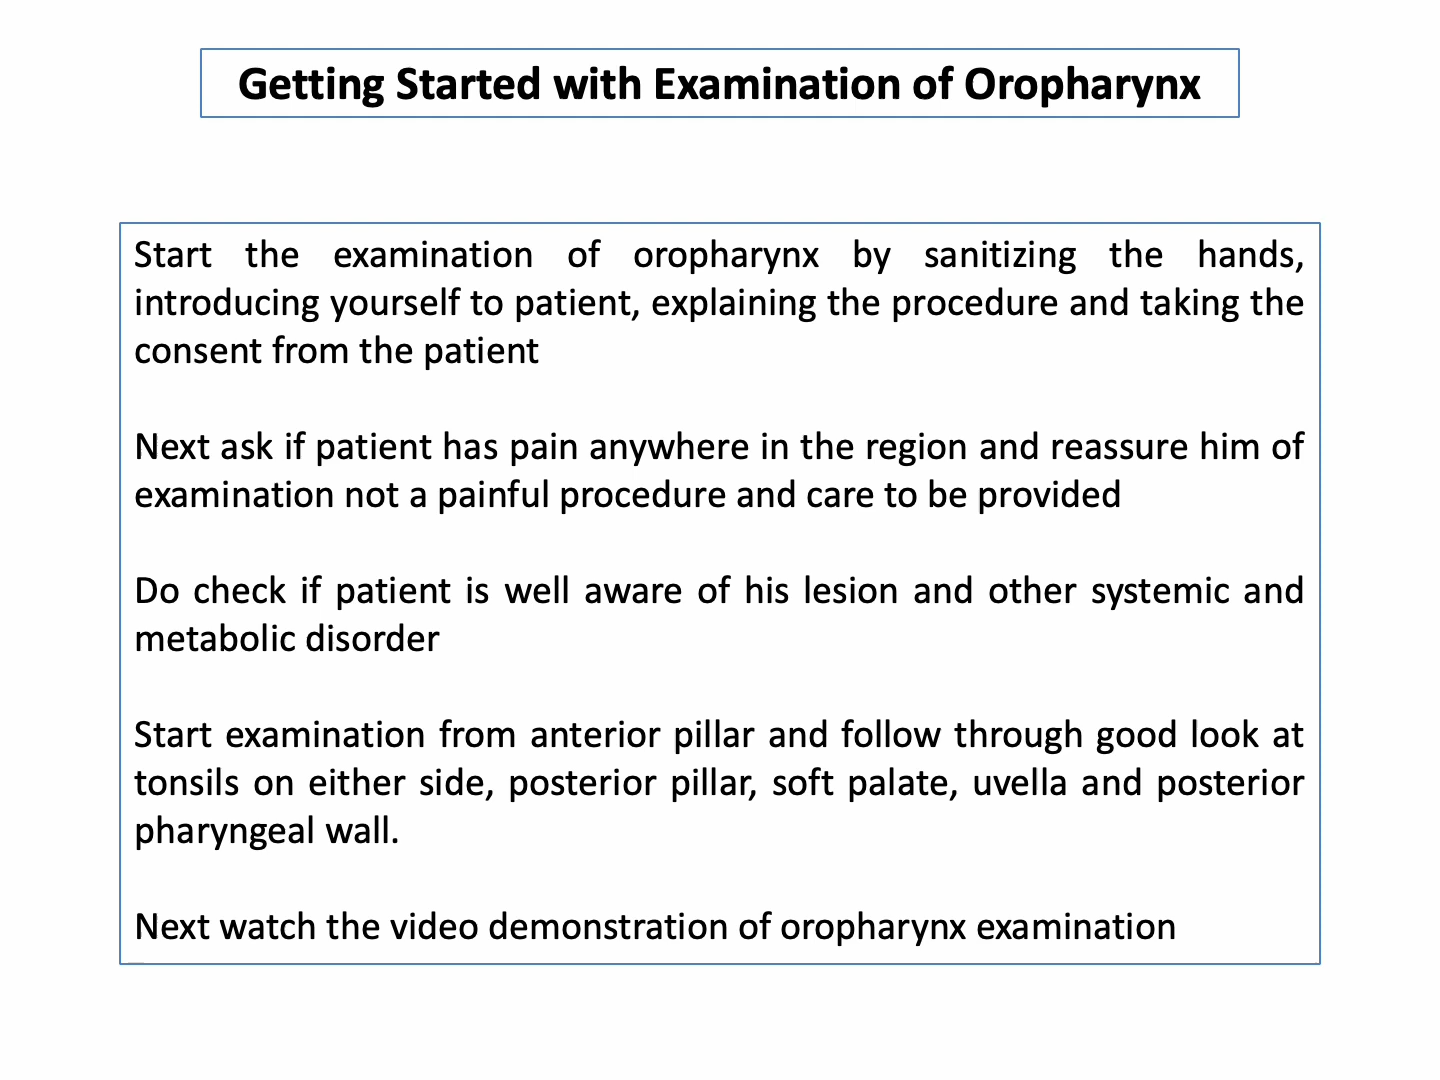 Getting Started with Examination of Oropharynx
Start the examination of oropharynx by sanitizing the hands,
introducing yourself to patient, explaining the procedure and taking the
consent from the patient
Next ask if patient has pain anywhere in the region and reassure him of
examination not a painful procedure and care to be provided
Do check if patient is well aware of his lesion and other systemic and
metabolic disorder
Start examination from anterior pillar and follow through good look at
tonsils on either side, posterior pillar, soft palate, uvella and posterior
pharyngeal wall.
Next watch the video demonstration of oropharynx examination